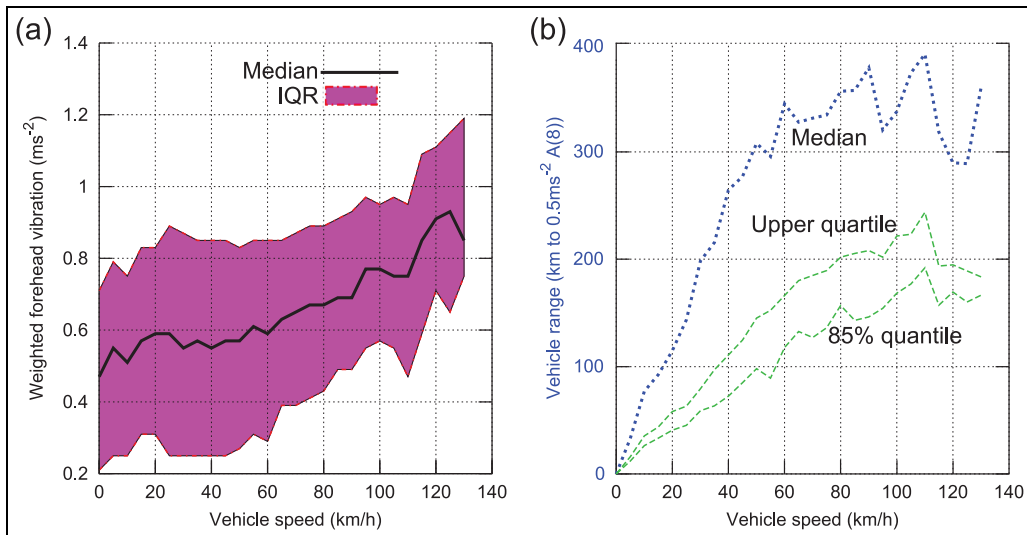 (a)
1.4
1.2
1
0.8
0.6
0.4
0.2
Weighted forehead vibration (ms-2)
Median
IQR
0 20 40 60 80 100 120 140
Vehicle speed (km/h)
(b)
400
300
200
100
0
Vehicle range (km to 0.5ms-2 A(8))
Median
Upper quartile
85% quantile
0 20 40 60 80 100 120 140
Vehicle speed (km/h)